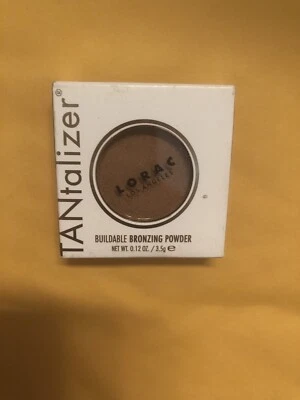 TANtalizer®
LORAC
LOS ANGELES
®
BUILDABLE BRONZING POWDER
NET WT. 0.12 OZ. / 3.5g e